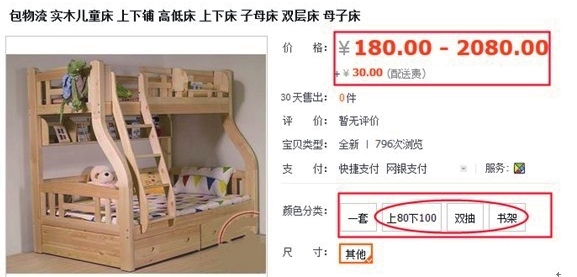 包物流 实木儿童床 上下铺 高低床 上下床 子母床 双层床 母子床
价 格: ¥180.00 - 2080.00
+ ¥ 30.00 (配送费)
30天售出: 0件
评 价: 暂无评价
宝贝类型: 全新 | 796次浏览
支 付: 快捷支付 网银支付 服务:
颜色分类: 一套 上80下100 双抽 书架
尺 寸: 其他